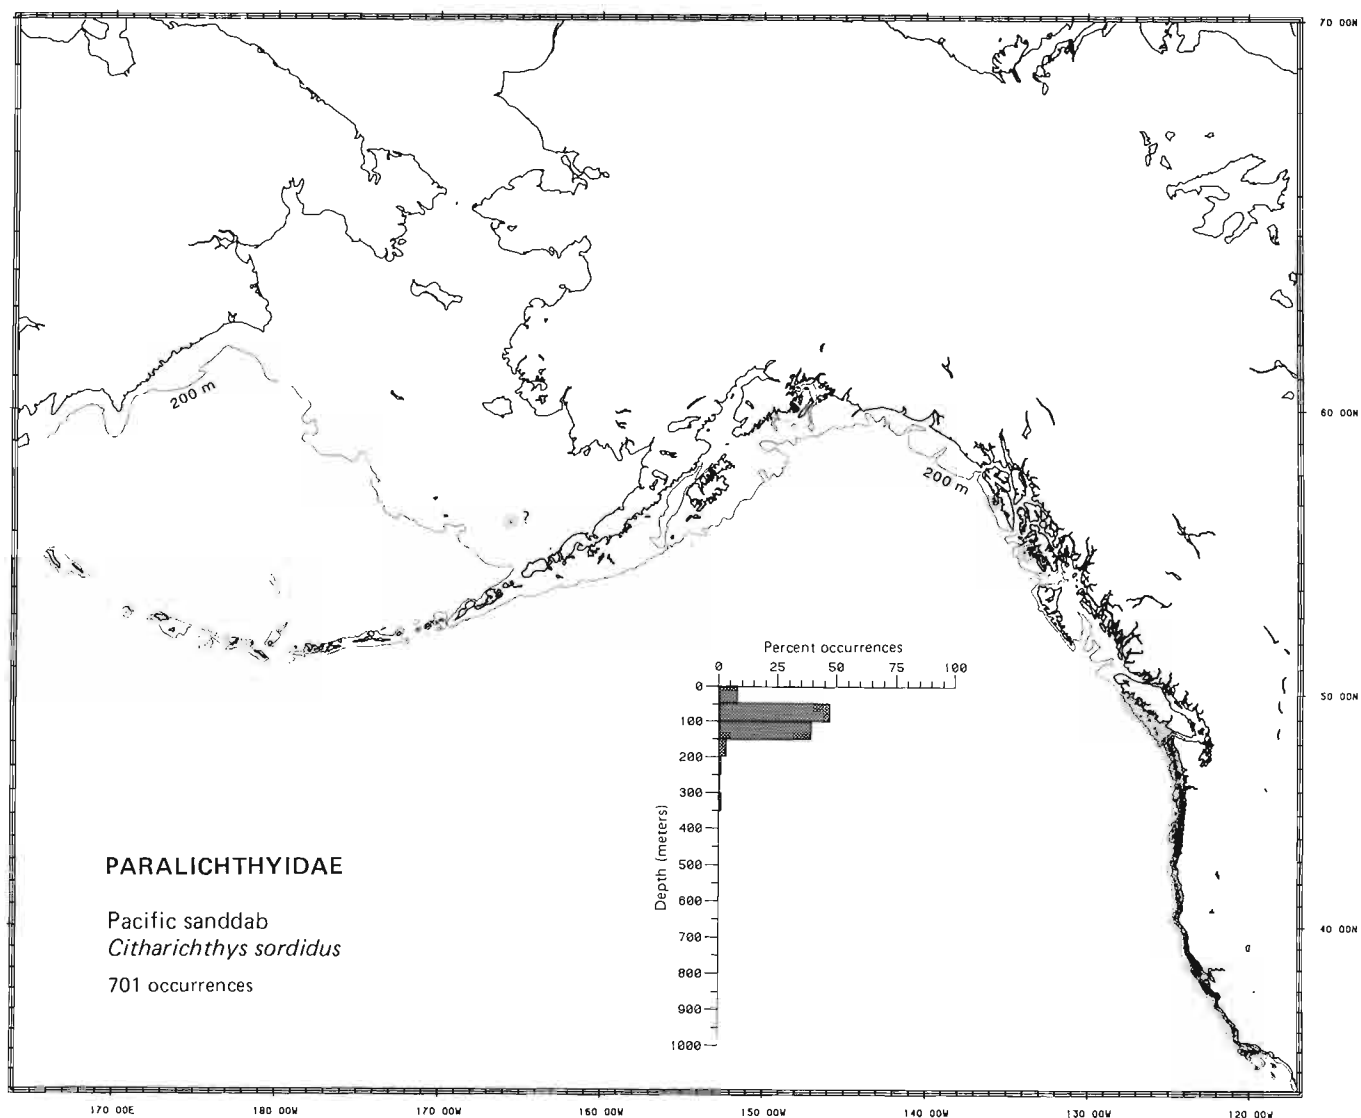 70 00N
200 m
60 00N
200 m
?
Percent occurrences
0 25 50 75 100
0
50 00N
100
200
300
400
500
600
700
800
900
1000
Depth (meters)
40 00N
PARALICHTHYIDAE
Pacific sanddab
Citharichthys sordidus
701 occurrences
170 00E 180 00W 170 00W 160 00W 150 00W 140 00W 130 00W 120 00W